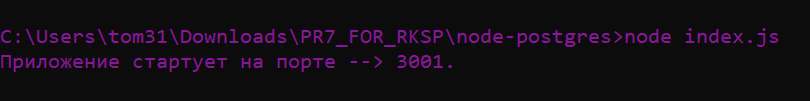 C:\Users\tom31\Downloads\PR7_FOR_RKSP\node-postgres>node index.js
Приложение стартует на порте --> 3001.